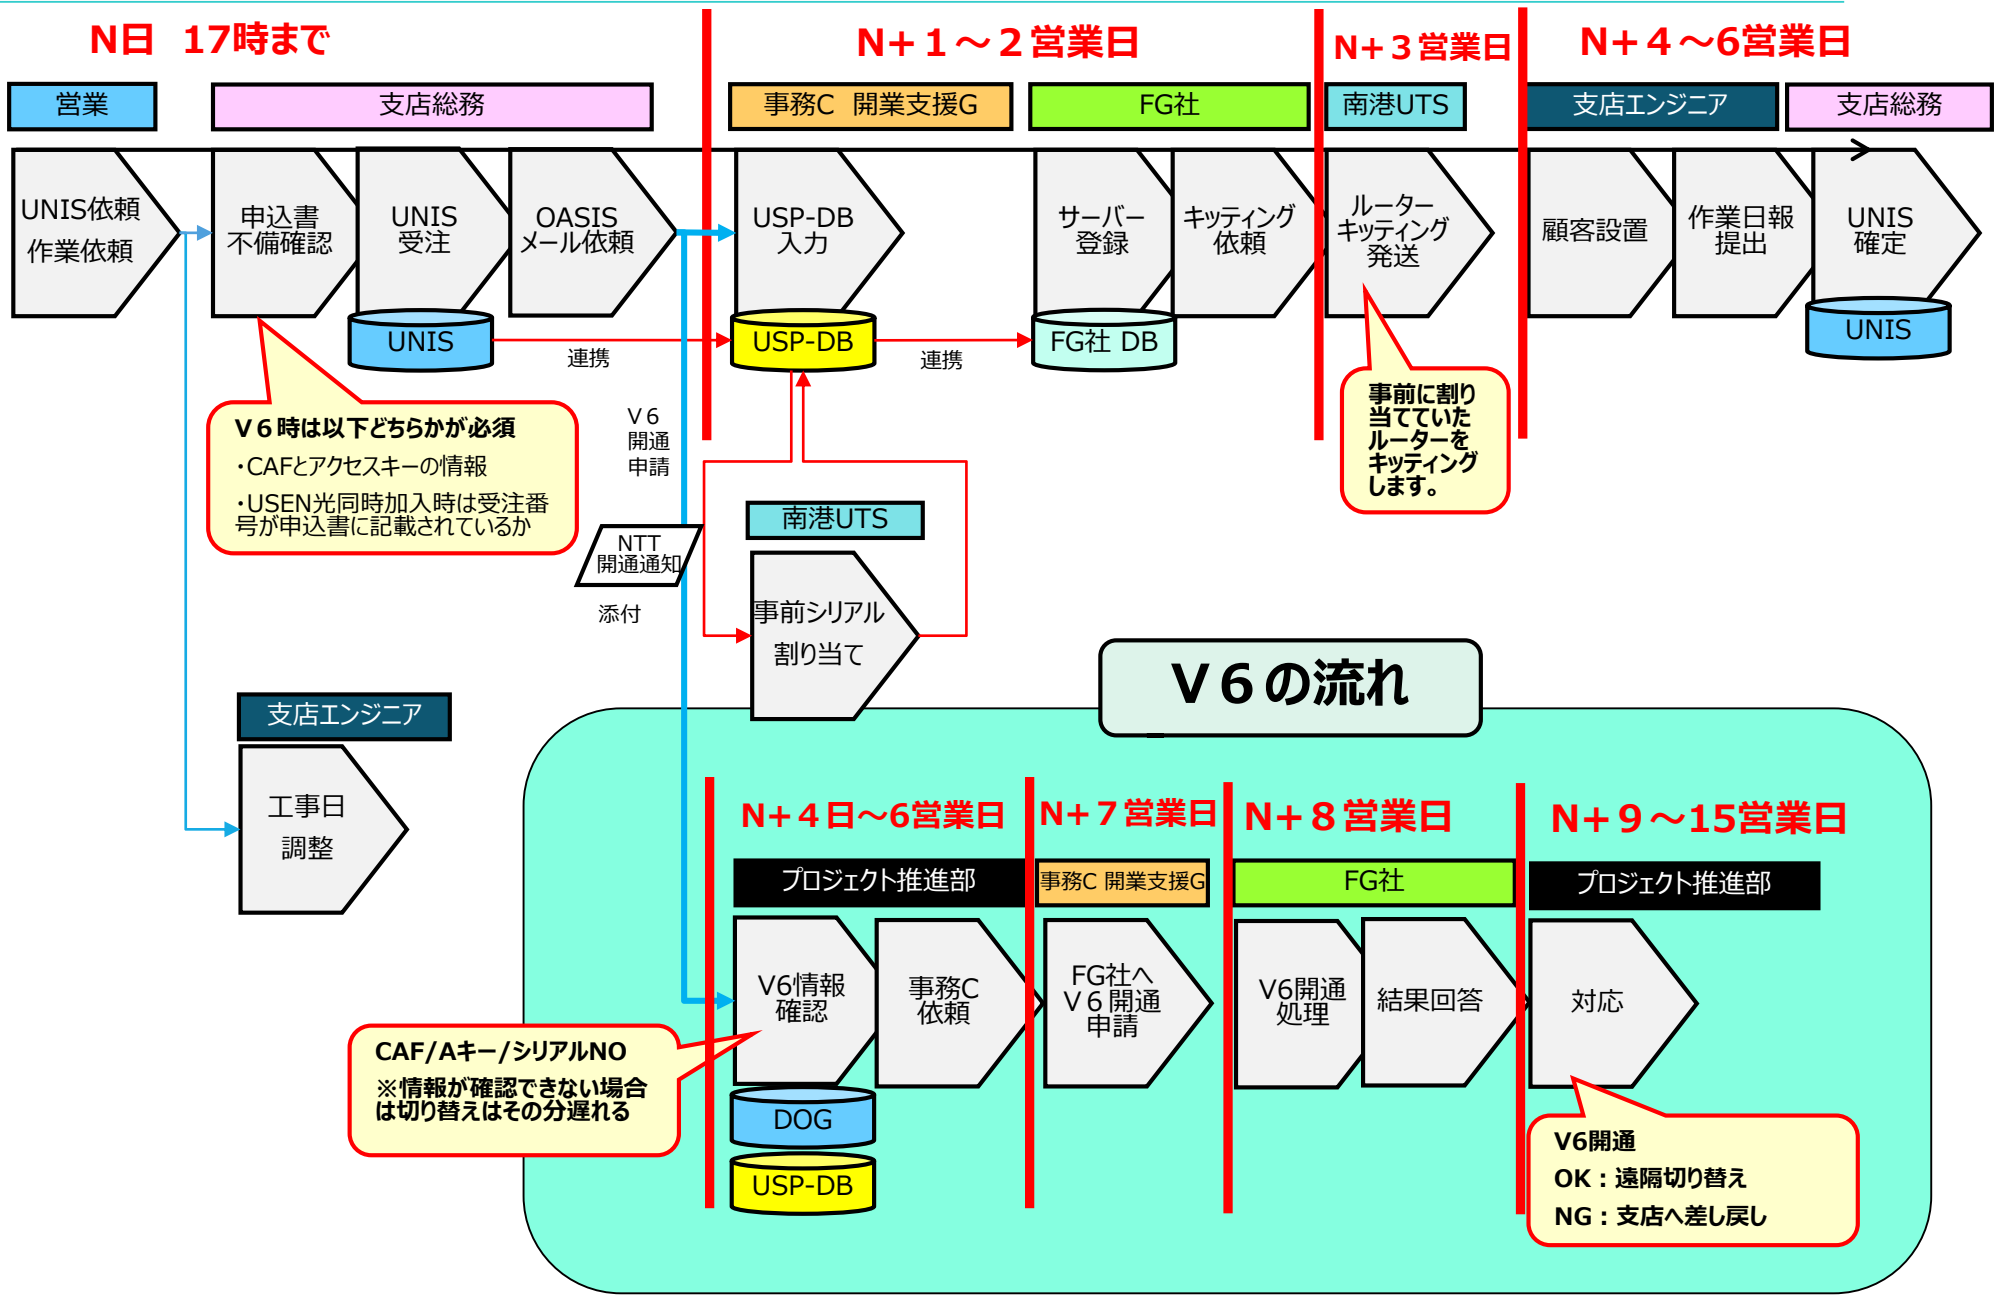 N日 17時まで
N+1～2営業日
N+3営業日
N+4～6営業日
営業
支店総務
事務C 開業支援G
FG社
南港UTS
支店エンジニア
支店総務
UNIS依頼
作業依頼
申込書
不備確認
UNIS
受注
OASIS
メール依頼
USP-DB
入力
サーバー
登録
キッティング
依頼
ルーター
キッティング
発送
顧客設置
作業日報
提出
UNIS
確定
UNIS
連携
USP-DB
連携
FG社 DB
UNIS
V6時は以下どちらかが必須
・CAFとアクセスキーの情報
・USEN光同時加入時は受注番
号が申込書に記載されているか
V6
開通
申請
事前に割り
当てていた
ルーターを
キッティング
します。
NTT
開通通知
添付
南港UTS
事前シリアル
割り当て
支店エンジニア
工事日
調整
V6の流れ
N+4日～6営業日
N+7営業日
N+8営業日
N+9～15営業日
プロジェクト推進部
事務C 開業支援G
FG社
プロジェクト推進部
V6情報
確認
事務C
依頼
FG社へ
V6開通
申請
V6開通
処理
結果回答
対応
CAF/Aキー/シリアルNO
※情報が確認できない場合
は切り替えはその分遅れる
DOG
USP-DB
V6開通
OK：遠隔切り替え
NG：支店へ差し戻し